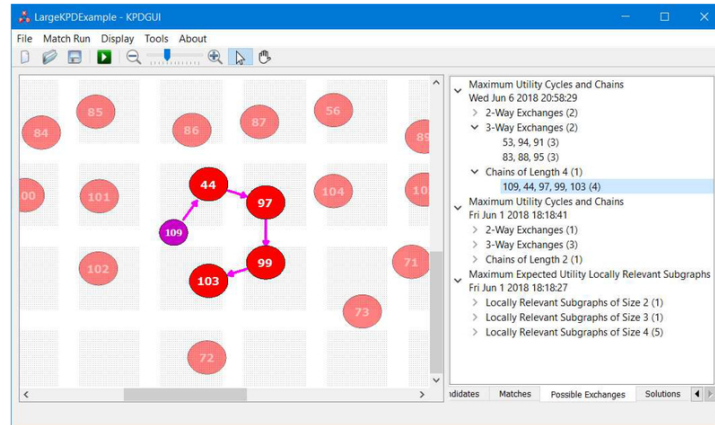 LargeKPDExample - KPDGUI
File Match Run Display Tools About
85
56
84
86
87
89
44
00
101
97
104
10
109
102
99
71
103
73
72
Maximum Utility Cycles and Chains
Wed Jun 6 2018 20:58:29
2-Way Exchanges (2)
3-Way Exchanges (2)
53, 94, 91 (3)
83, 88, 95 (3)
Chains of Length 4 (1)
109, 44, 97, 99, 103 (4)
Maximum Utility Cycles and Chains
Fri Jun 1 2018 18:18:41
2-Way Exchanges (1)
3-Way Exchanges (3)
Chains of Length 2 (1)
Maximum Expected Utility Locally Relevant Subgraphs
Fri Jun 1 2018 18:18:27
Locally Relevant Subgraphs of Size 2 (1)
Locally Relevant Subgraphs of Size 3 (1)
Locally Relevant Subgraphs of Size 4 (5)
ndidates Matches Possible Exchanges Solutions